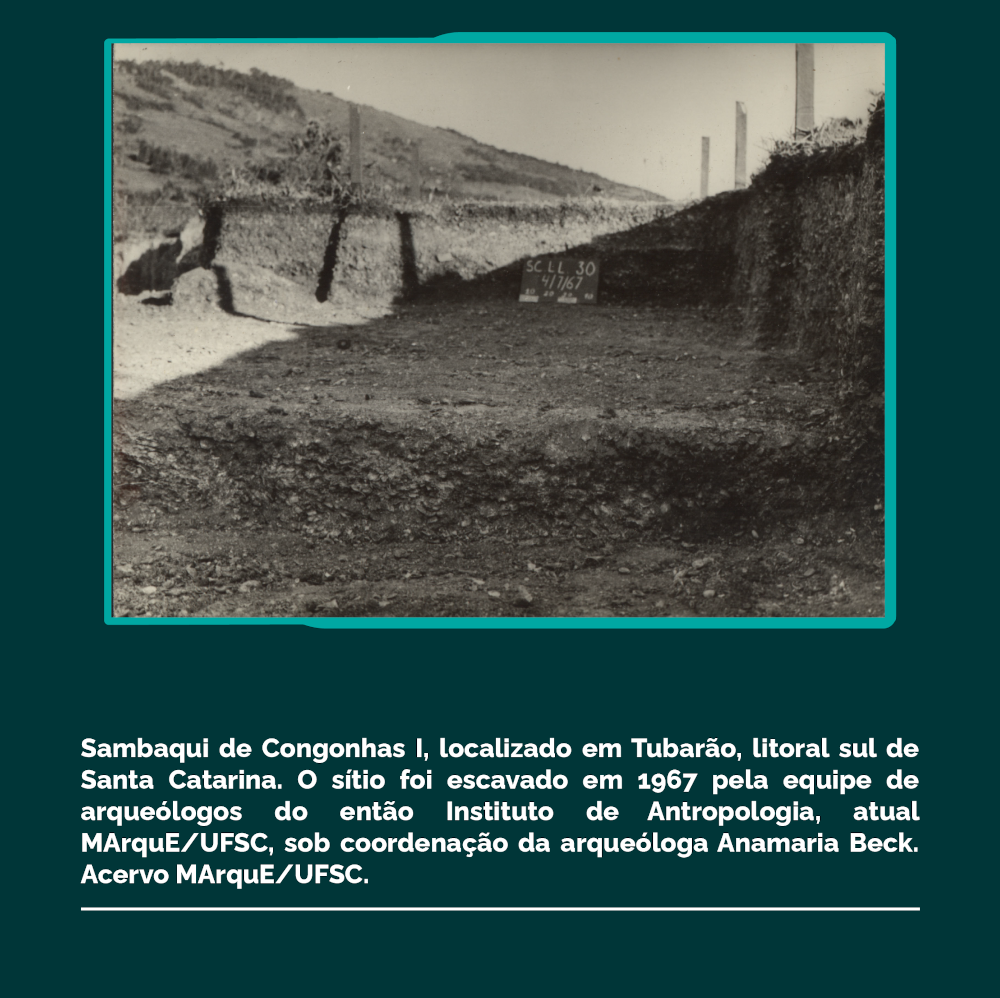 SC LL 30
4/7/67
Sambaqui de Congonhas I, localizado em Tubarão, litoral sul de
Santa Catarina. O sítio foi escavado em 1967 pela equipe de
arqueólogos do então Instituto de Antropologia, atual
MArquE/UFSC, sob coordenação da arqueóloga Anamaria Beck.
Acervo MArquE/UFSC.